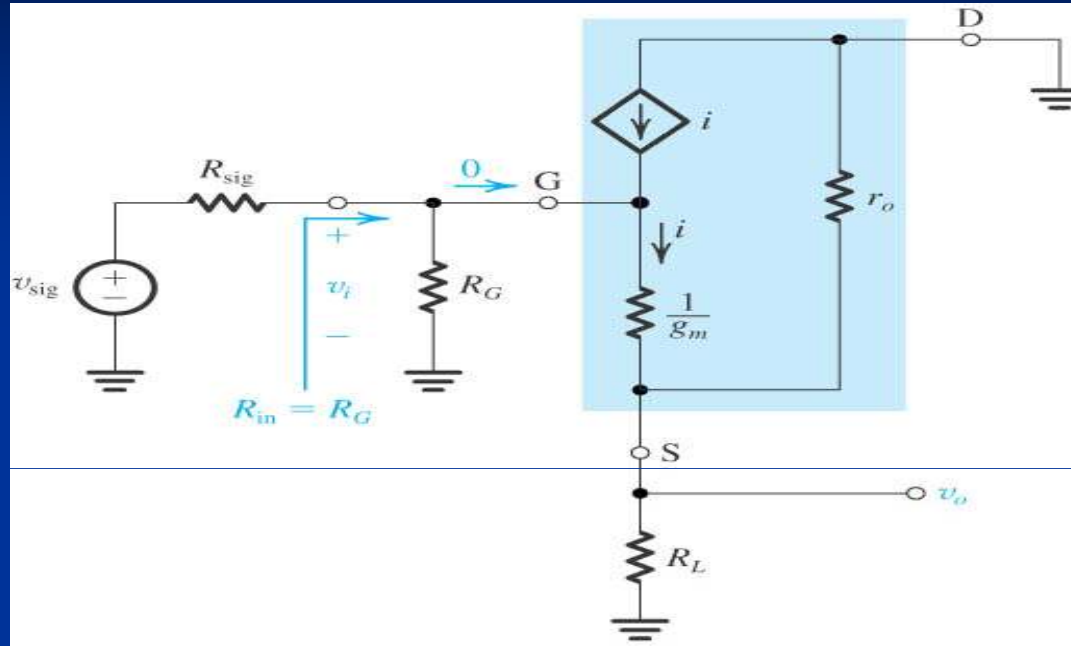 D
i
R_sig
0
G
r_o
i
+
v_sig
+
−
v_i
R_G
1/g_m
−
R_in = R_G
S
v_o
R_L